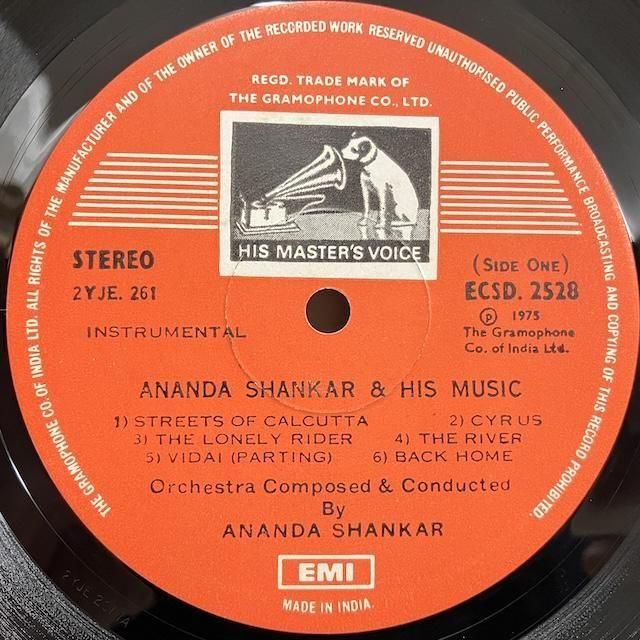 THE GRAMOPHONE CO. OF INDIA LTD. ALL RIGHTS OF THE MANUFACTURER AND OF THE OWNER OF THE RECORDED WORK RESERVED UNAUTHORISED PUBLIC PERFORMANCE BROADCASTING AND COPYING OF THIS RECORD PROHIBITED.
REGD. TRADE MARK OF
THE GRAMOPHONE CO., LTD.
HIS MASTER'S VOICE
STEREO
2YJE. 261
(SIDE ONE)
ECSD. 2528
℗ 1975
The Gramophone
Co. of India Ltd.
INSTRUMENTAL
ANANDA SHANKAR & HIS MUSIC
1) STREETS OF CALCUTTA 2) CYRUS
3) THE LONELY RIDER 4) THE RIVER
5) VIDAI (PARTING) 6) BACK HOME
Orchestra Composed & Conducted
By
ANANDA SHANKAR
EMI
MADE IN INDIA.